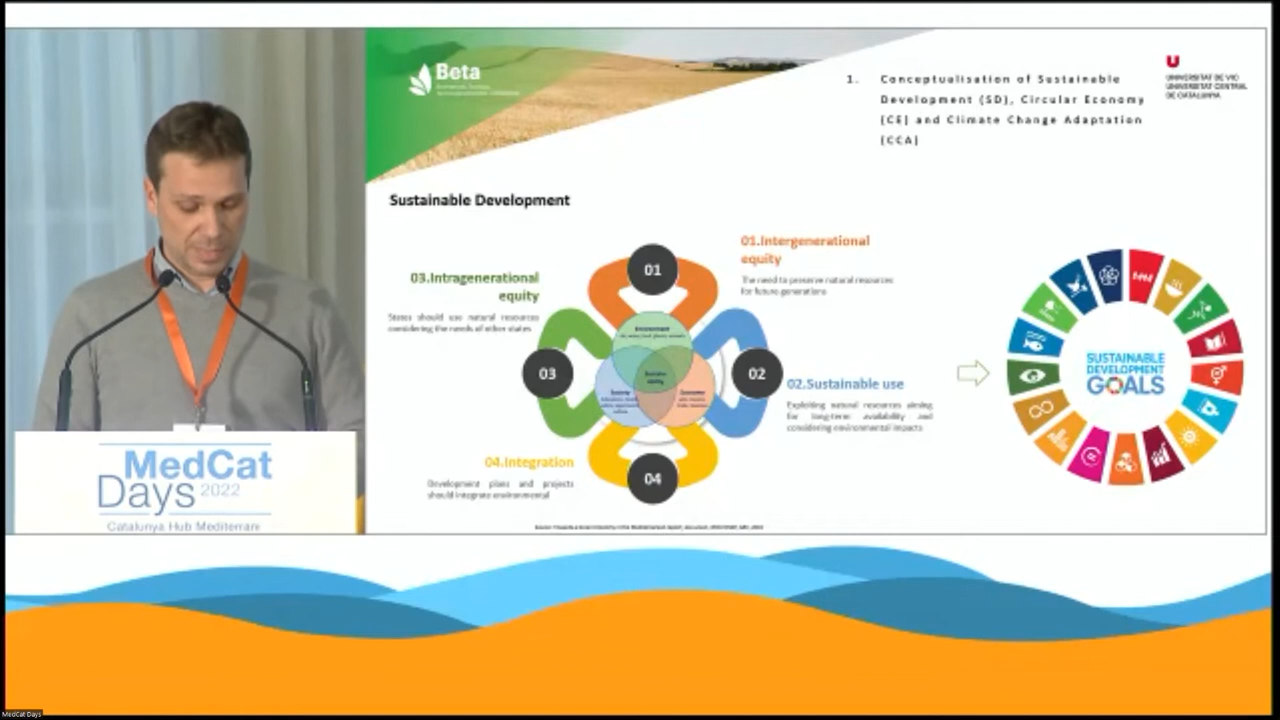 Beta
1. Conceptualisation of Sustainable
Development (SD), Circular Economy
(CE) and Climate Change Adaptation
(CCA)
U
UNIVERSITAT DE VIC
UNIVERSITAT CENTRAL
DE CATALUNYA
Sustainable Development
01.Intergenerational
equity
The need to preserve natural resources
for future generations
03.Intragenerational
equity
States should use natural resources
considering the needs of other states
01
02
03
04
Environment
Society
Economic
02.Sustainable use
Exploiting natural resources aiming
for long-term availability and
considering environmental impacts
04.Integration
Development plans and projects
should integrate environmental
SUSTAINABLE
DEVELOPMENT
GOALS
MedCat
Days 2022
Catalunya Hub Mediterrani
MedCat Days